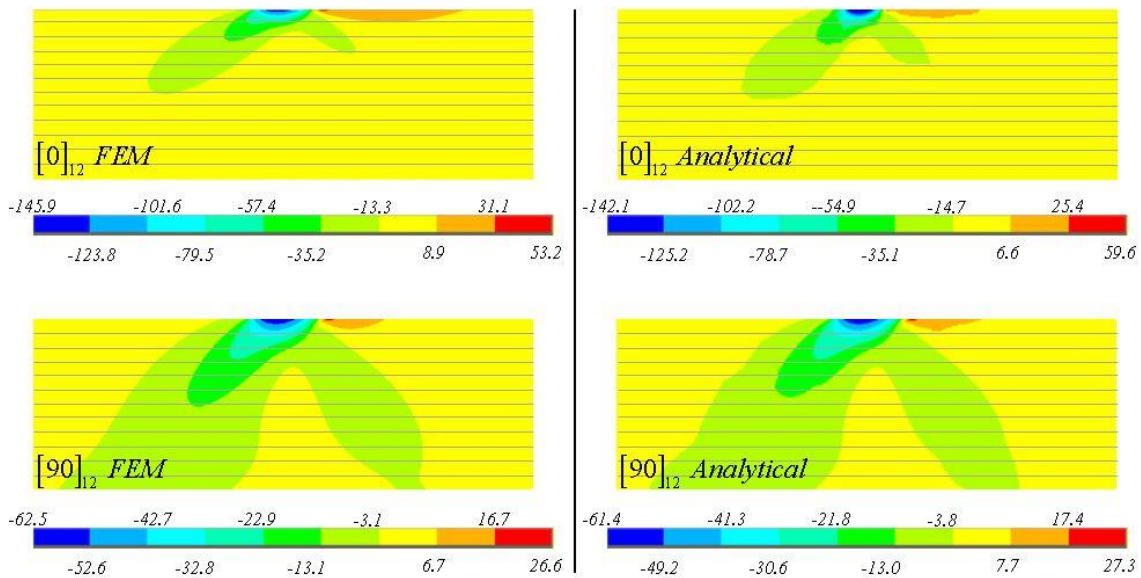 [0]12 FEM
-145.9 -101.6 -57.4 -13.3 31.1
-123.8 -79.5 -35.2 8.9 53.2
[0]12 Analytical
-142.1 -102.2 --54.9 -14.7 25.4
-125.2 -78.7 -35.1 6.6 59.6
[90]12 FEM
-62.5 -42.7 -22.9 -3.1 16.7
-52.6 -32.8 -13.1 6.7 26.6
[90]12 Analytical
-61.4 -41.3 -21.8 -3.8 17.4
-49.2 -30.6 -13.0 7.7 27.3